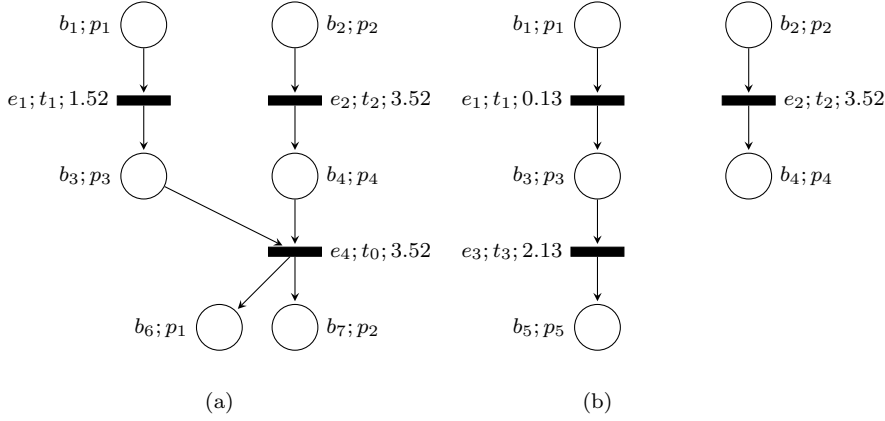 b₁; p₁ b₂; p₂ b₁; p₁ b₂; p₂
e₁; t₁; 1.52 e₂; t₂; 3.52 e₁; t₁; 0.13 e₂; t₂; 3.52
b₃; p₃ b₄; p₄ b₃; p₃ b₄; p₄
e₄; t₀; 3.52 e₃; t₃; 2.13
b₆; p₁ b₇; p₂ b₅; p₅
(a) (b)